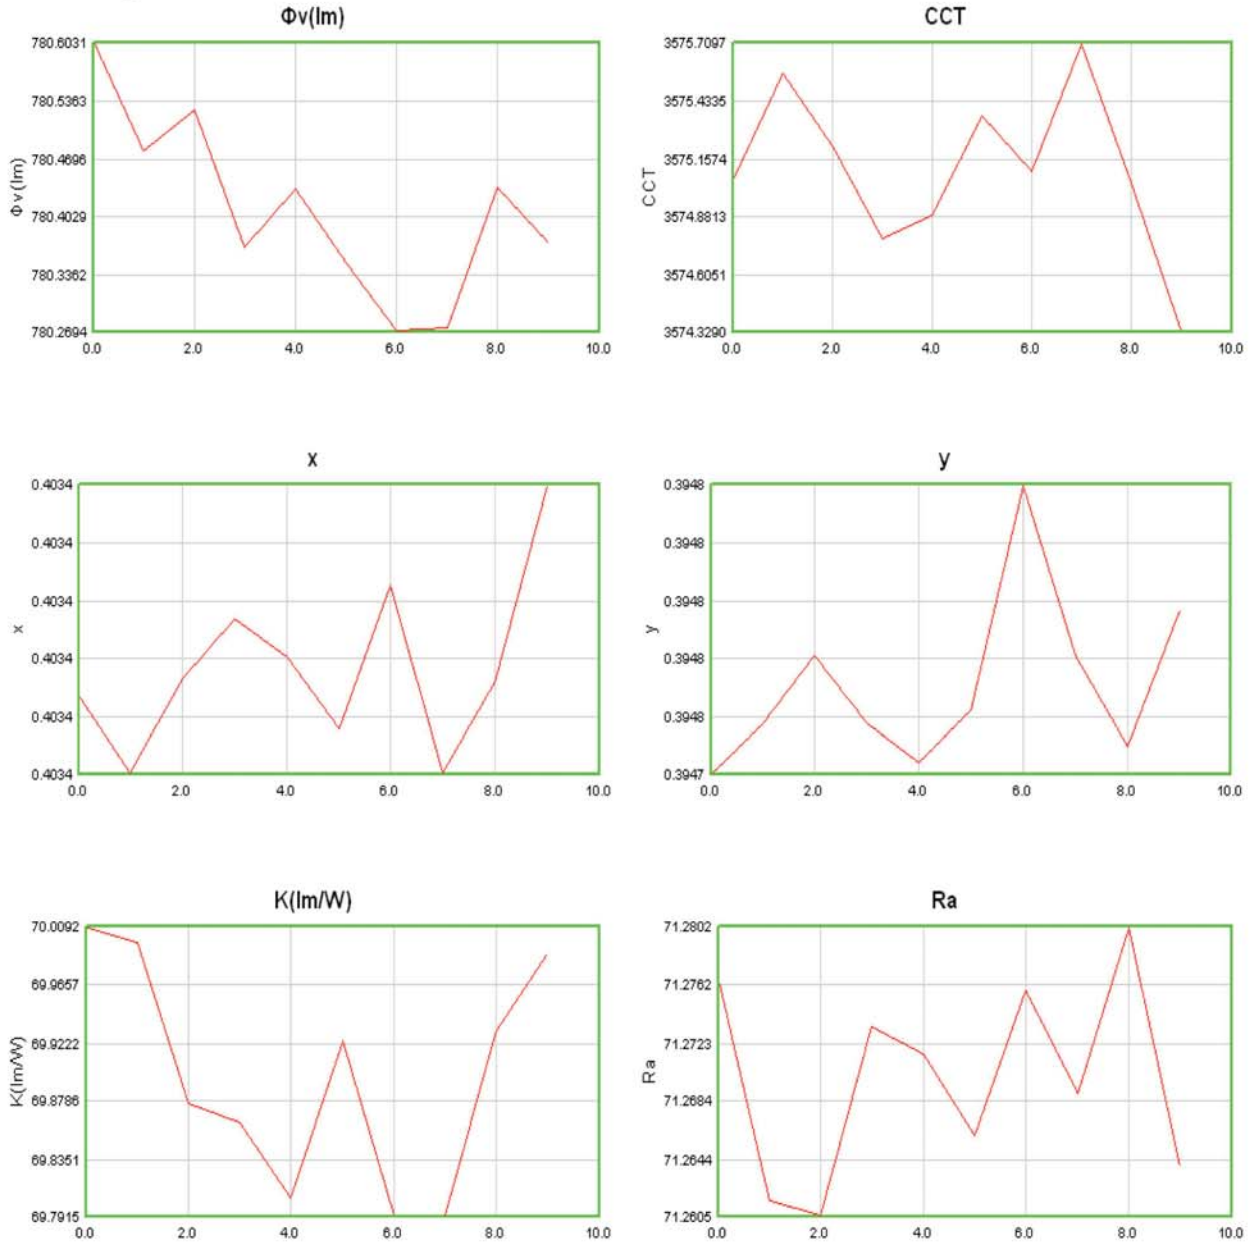 Φv(lm)
780.6031
780.5363
780.4696
780.4029
780.3362
780.2694
Φv(lm)
0.0 2.0 4.0 6.0 8.0 10.0
CCT
3575.7097
3575.4335
3575.1574
3574.8813
3574.6051
3574.3290
CCT
0.0 2.0 4.0 6.0 8.0 10.0
x
0.4034
0.4034
0.4034
0.4034
0.4034
0.4034
x
0.0 2.0 4.0 6.0 8.0 10.0
y
0.3948
0.3948
0.3948
0.3948
0.3948
0.3947
y
0.0 2.0 4.0 6.0 8.0 10.0
K(lm/W)
70.0092
69.9657
69.9222
69.8786
69.8351
69.7915
K(lm/W)
0.0 2.0 4.0 6.0 8.0 10.0
Ra
71.2802
71.2762
71.2723
71.2684
71.2644
71.2605
Ra
0.0 2.0 4.0 6.0 8.0 10.0